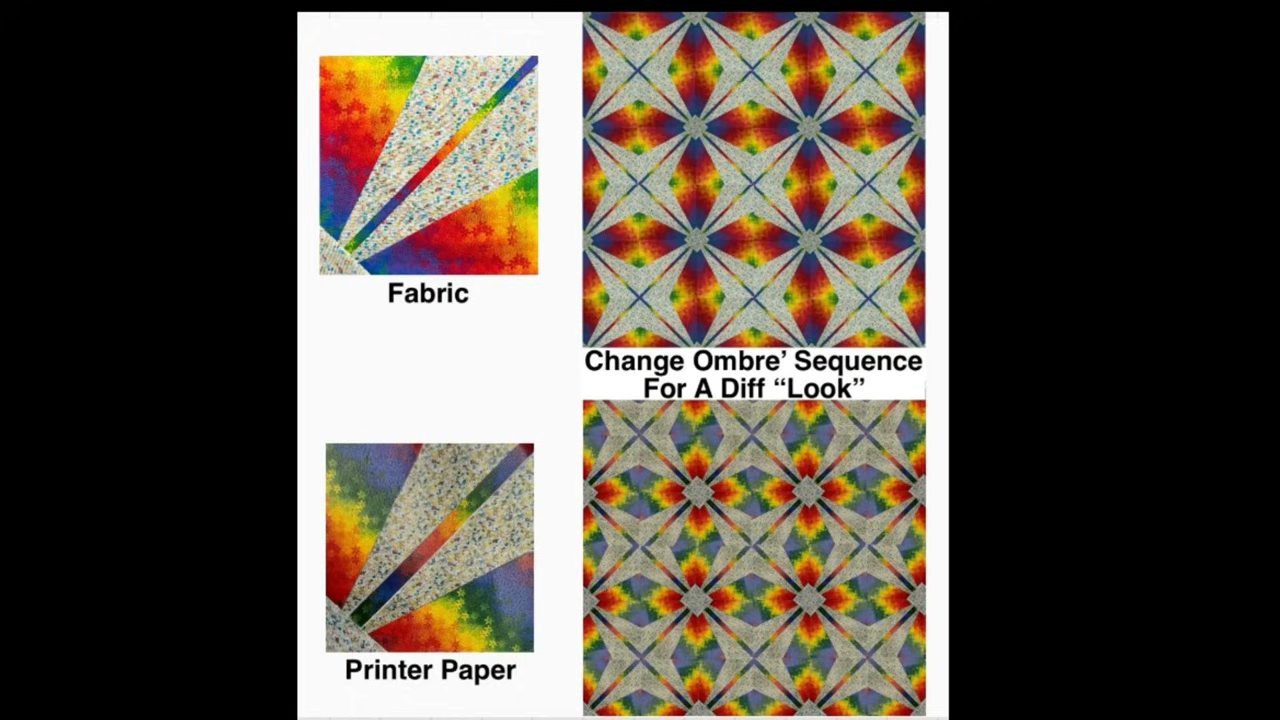 Fabric
Change Ombre’ Sequence
For A Diff “Look”
Printer Paper